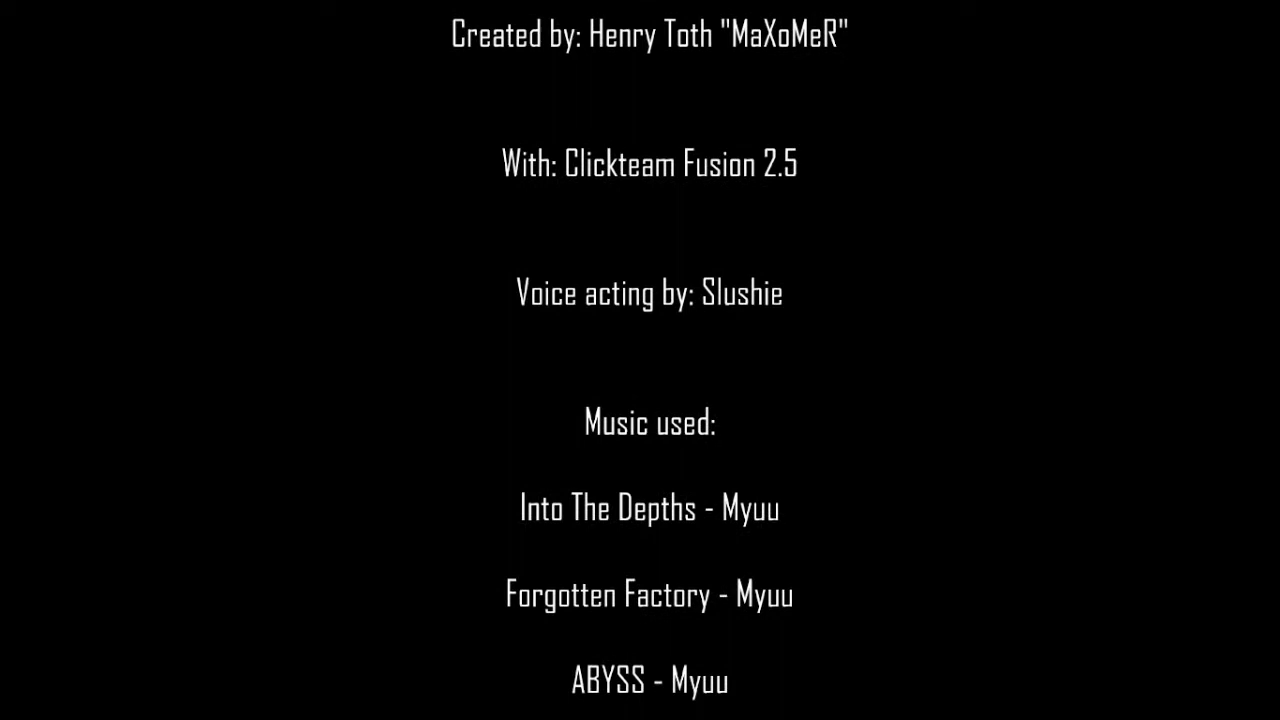 Created by: Henry Toth "MaXoMeR"
With: Clickteam Fusion 2.5
Voice acting by: Slushie
Music used:
Into The Depths - Myuu
Forgotten Factory - Myuu
ABYSS - Myuu